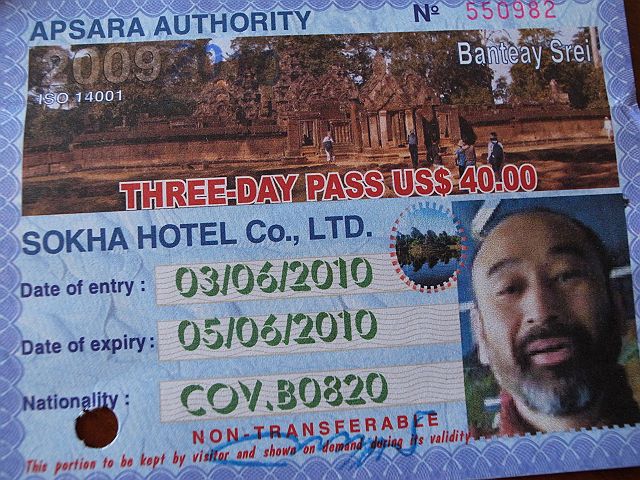 APSARA AUTHORITY
Nº 550982
2009
Banteay Srei
ISO 14001
THREE-DAY PASS US$ 40.00
SOKHA HOTEL Co., LTD.
Date of entry : 03/06/2010
Date of expiry : 05/06/2010
Nationality : COV.B0820
NON-TRANSFERABLE
This portion to be kept by visitor and shown on demand during its validity